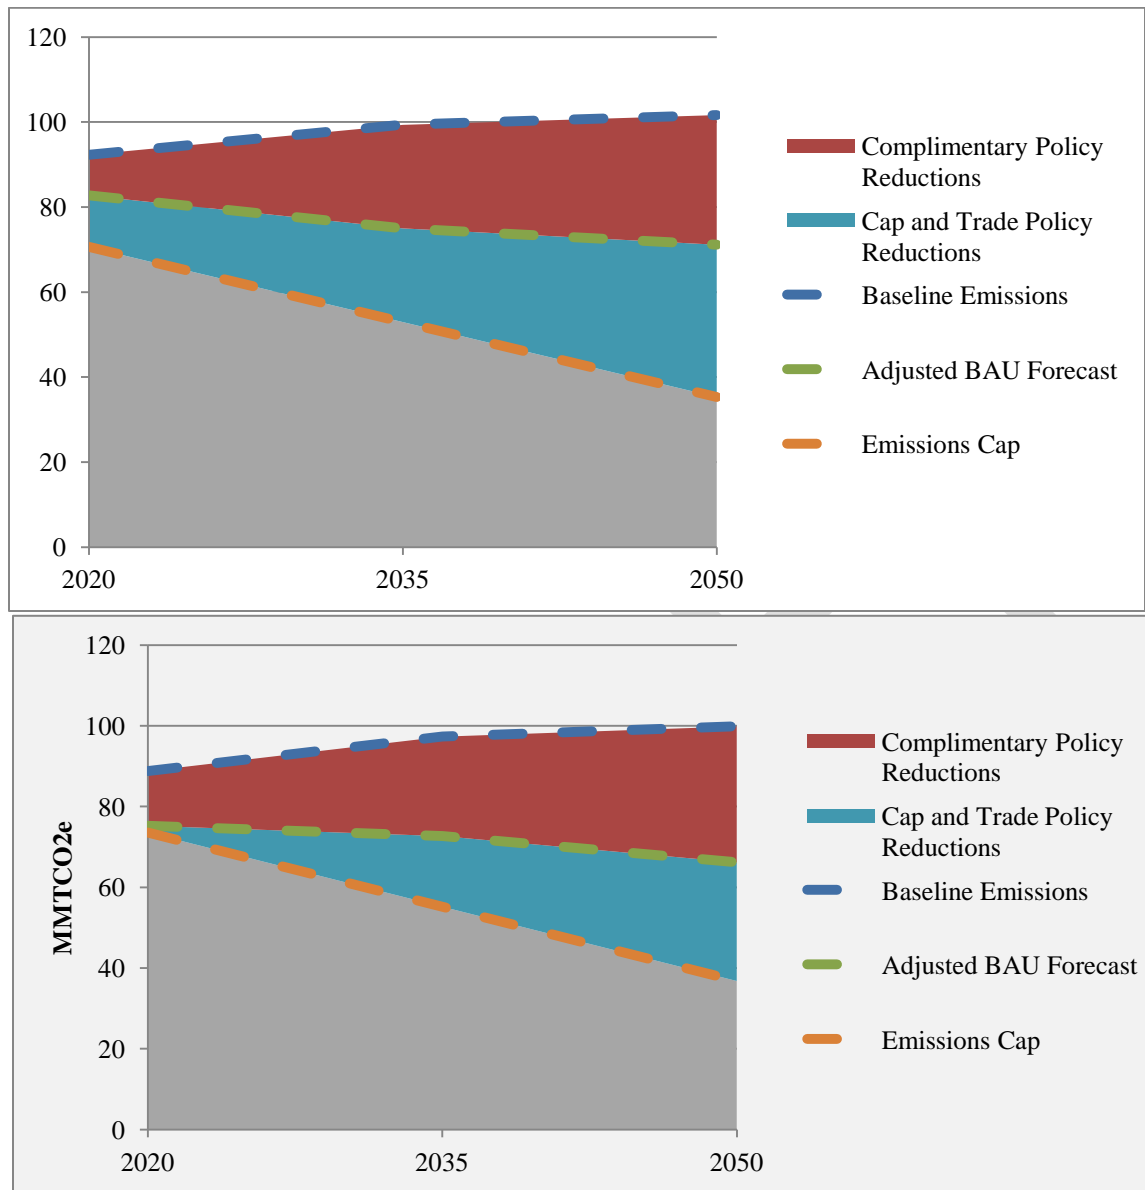 120
100
80
60
40
20
0
2020
2035
2050
Complimentary Policy
Reductions
Cap and Trade Policy
Reductions
Baseline Emissions
Adjusted BAU Forecast
Emissions Cap
MMTCO2e
120
100
80
60
40
20
0
2020
2035
2050
Complimentary Policy
Reductions
Cap and Trade Policy
Reductions
Baseline Emissions
Adjusted BAU Forecast
Emissions Cap